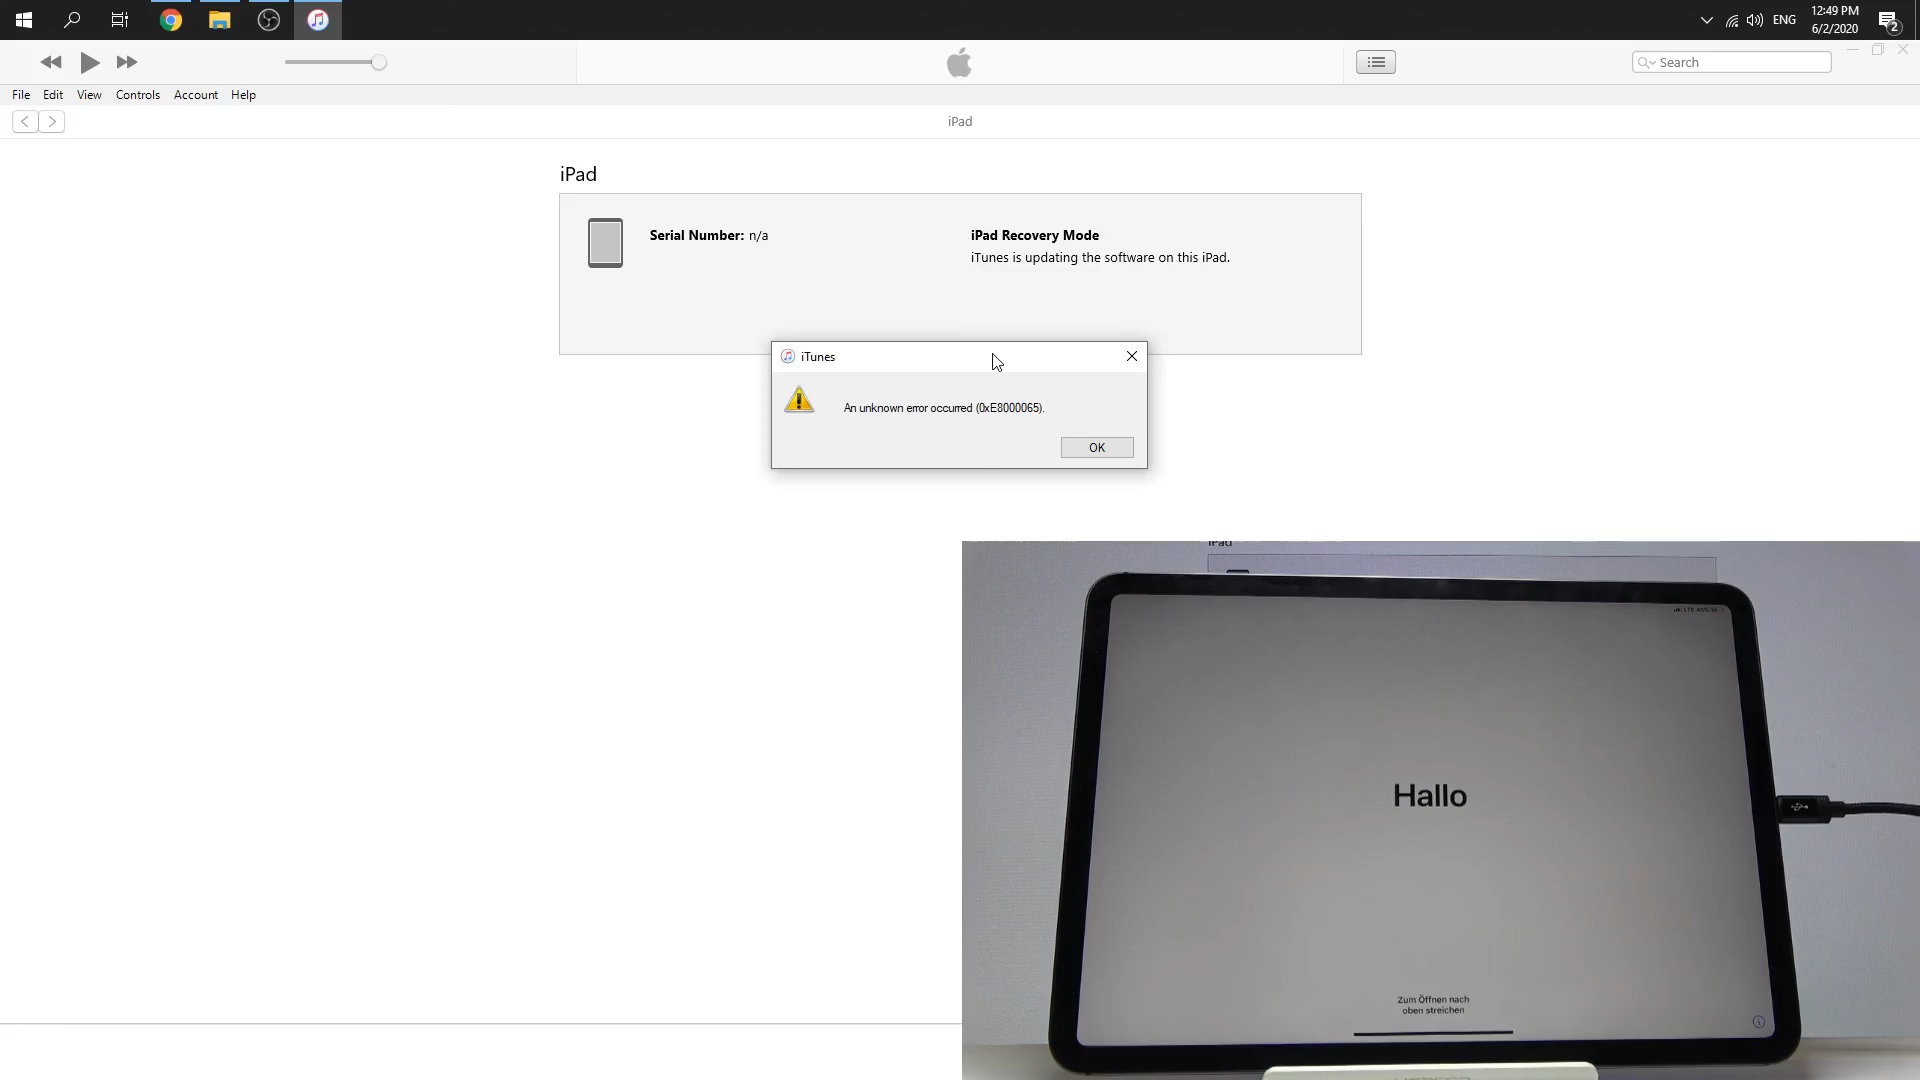 ENG
12:49 PM
6/2/2020
2
Search
File Edit View Controls Account Help
iPad
iPad
Serial Number: n/a
iPad Recovery Mode
iTunes is updating the software on this iPad.
iTunes
An unknown error occurred (0xE8000065).
OK
iPad
Hallo
Zum Öffnen nach
oben streichen